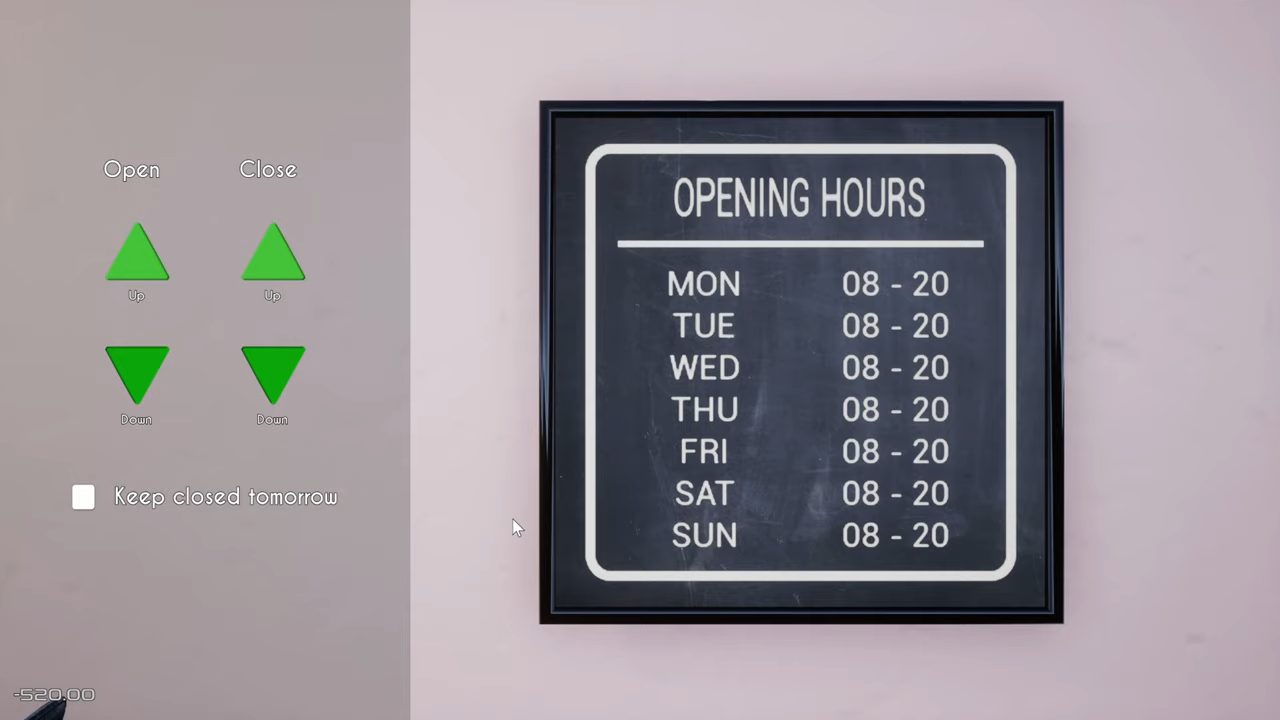 Open Close
Up Up
Down Down
Keep closed tomorrow
OPENING HOURS
MON 08 - 20
TUE 08 - 20
WED 08 - 20
THU 08 - 20
FRI 08 - 20
SAT 08 - 20
SUN 08 - 20
-520.00